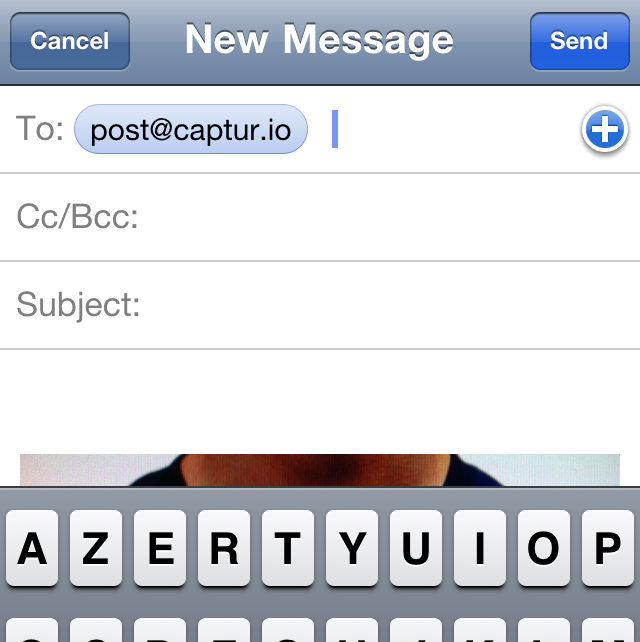 Cancel New Message Send
To: post@captur.io
Cc/Bcc:
Subject:
A Z E R T Y U I O P